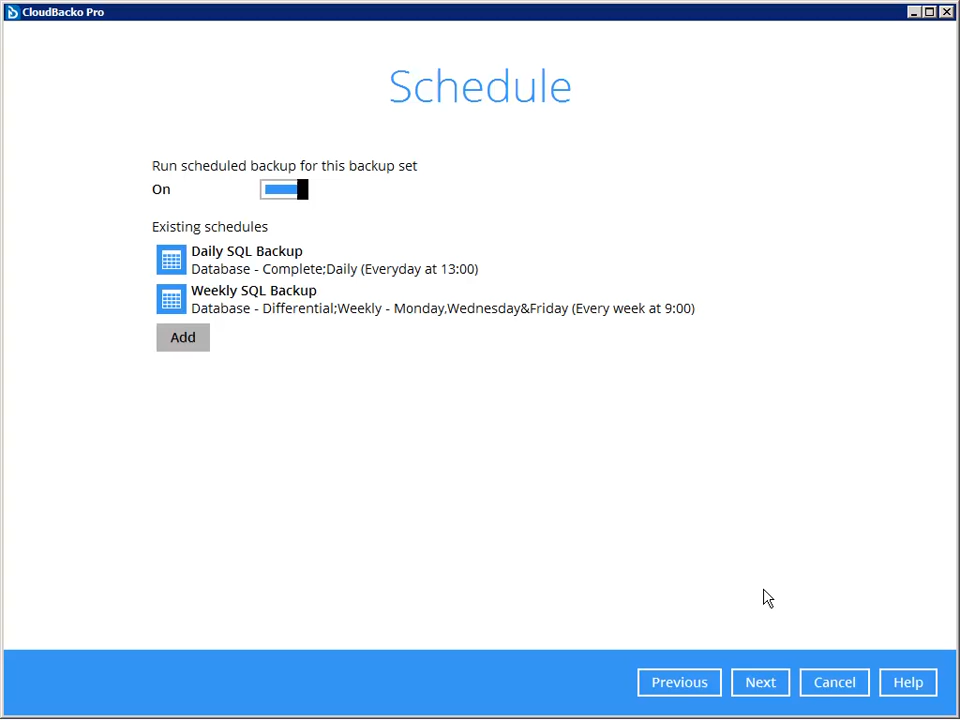 CloudBacko Pro
Schedule
Run scheduled backup for this backup set
On
Existing schedules
Daily SQL Backup
Database - Complete;Daily (Everyday at 13:00)
Weekly SQL Backup
Database - Differential;Weekly - Monday,Wednesday&Friday (Every week at 9:00)
Add
Previous Next Cancel Help